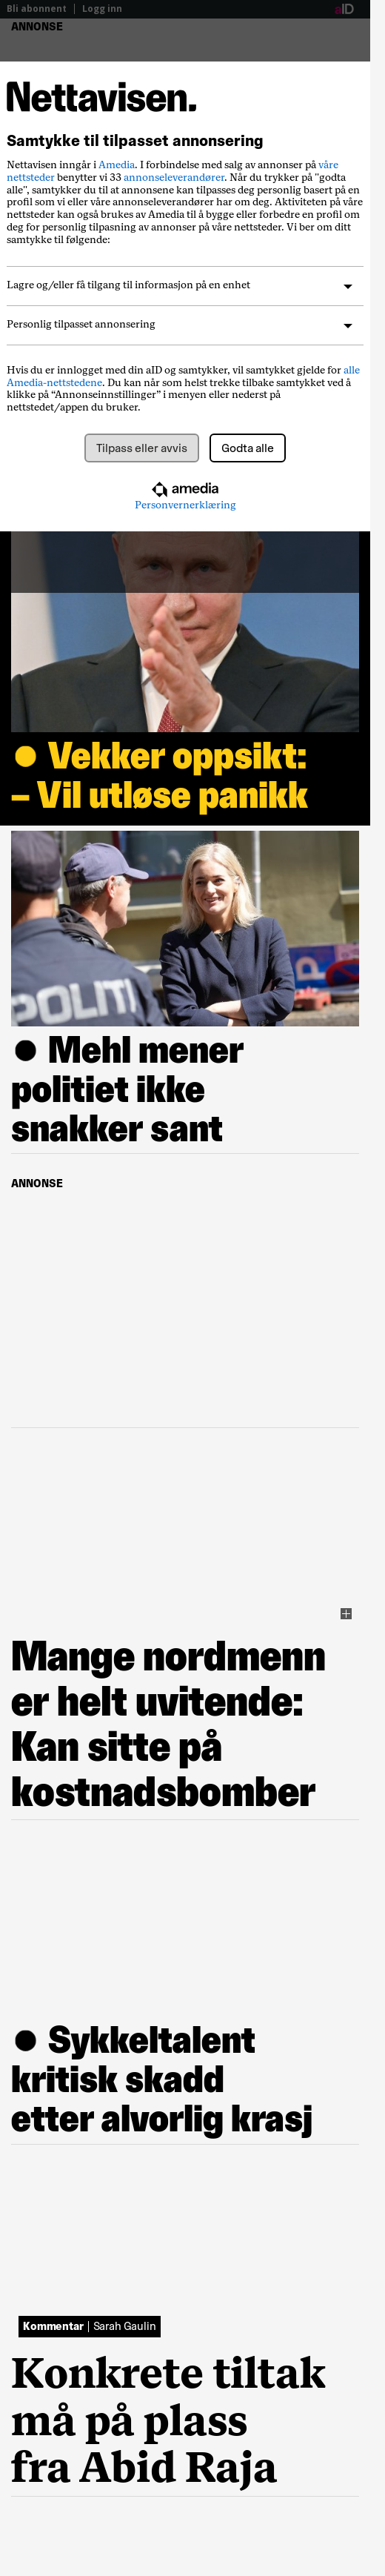 Bli abonnent | Logg inn
aID
ANNONSE
Nettavisen.
Samtykke til tilpasset annonsering
Nettavisen inngår i Amedia. I forbindelse med salg av annonser på våre
nettsteder benytter vi 33 annonseleverandører. Når du trykker på "godta
alle", samtykker du til at annonsene kan tilpasses deg personlig basert på en
profil som vi eller våre annonseleverandører har om deg. Aktiviteten på våre
nettsteder kan også brukes av Amedia til å bygge eller forbedre en profil om
deg for personlig tilpasning av annonser på våre nettsteder. Vi ber om ditt
samtykke til følgende:
Lagre og/eller få tilgang til informasjon på en enhet
Personlig tilpasset annonsering
Hvis du er innlogget med din aID og samtykker, vil samtykket gjelde for alle
Amedia-nettstedene. Du kan når som helst trekke tilbake samtykket ved å
klikke på “Annonseinnstillinger” i menyen eller nederst på
nettstedet/appen du bruker.
Tilpass eller avvis
Godta alle
amedia
Personvernerklæring
● Vekker oppsikt:
– Vil utløse panikk
POLITI
● Mehl mener
politiet ikke
snakker sant
ANNONSE
Mange nordmenn
er helt uvitende:
Kan sitte på
kostnadsbomber
● Sykkeltalent
kritisk skadd
etter alvorlig krasj
Kommentar | Sarah Gaulin
Konkrete tiltak
må på plass
fra Abid Raja